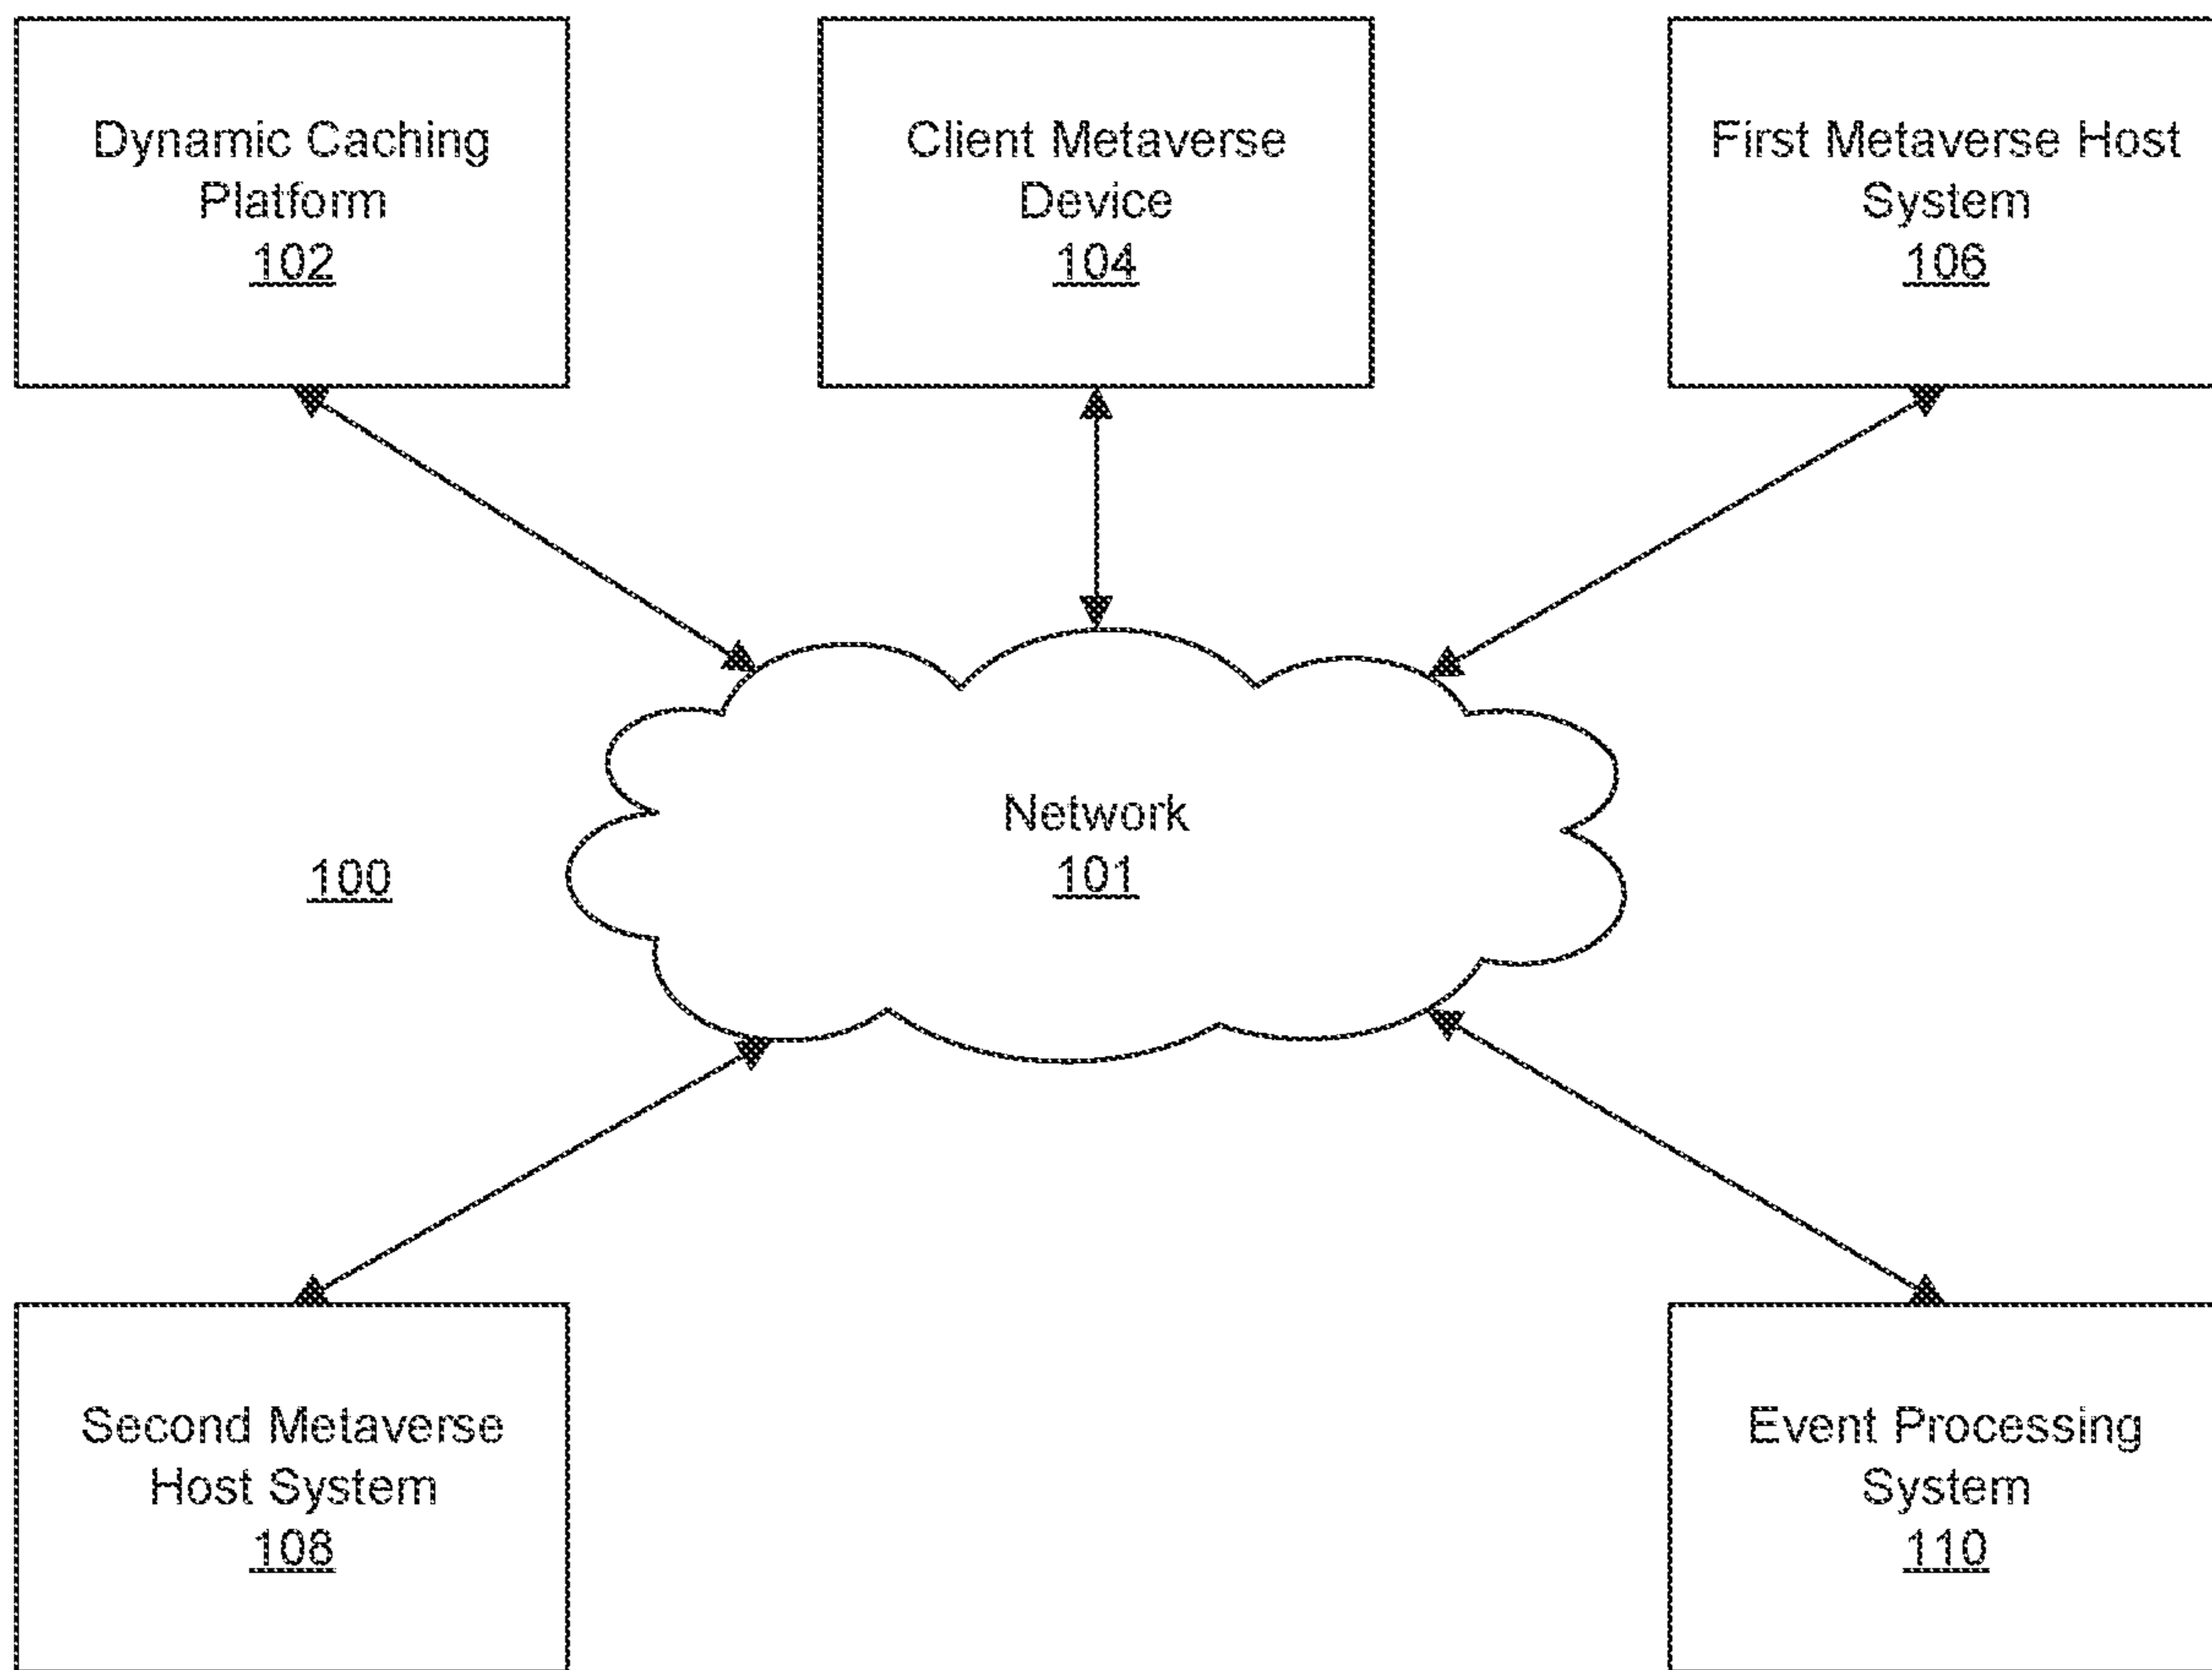 Dynamic Caching
Platform
102
Client Metaverse
Device
104
First Metaverse Host
System
106
Network
101
100
Second Metaverse
Host System
108
Event Processing
System
110